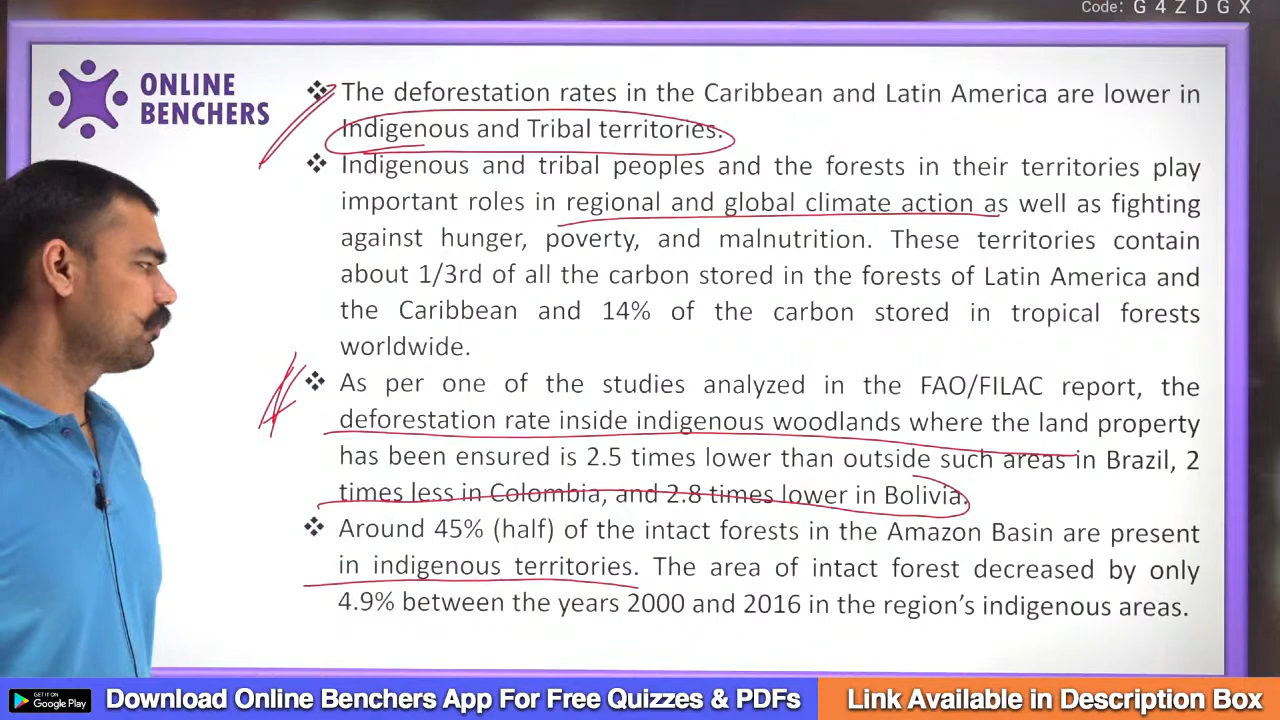 Code: G 4 Z D G X
ONLINE
BENCHERS
The deforestation rates in the Caribbean and Latin America are lower in
Indigenous and Tribal territories.
Indigenous and tribal peoples and the forests in their territories play
important roles in regional and global climate action as well as fighting
against hunger, poverty, and malnutrition. These territories contain
about 1/3rd of all the carbon stored in the forests of Latin America and
the Caribbean and 14% of the carbon stored in tropical forests
worldwide.
As per one of the studies analyzed in the FAO/FILAC report, the
deforestation rate inside indigenous woodlands where the land property
has been ensured is 2.5 times lower than outside such areas in Brazil, 2
times less in Colombia, and 2.8 times lower in Bolivia.
Around 45% (half) of the intact forests in the Amazon Basin are present
in indigenous territories. The area of intact forest decreased by only
4.9% between the years 2000 and 2016 in the region's indigenous areas.
GET IT ON
Google Play
Download Online Benchers App For Free Quizzes & PDFs
Link Available in Description Box